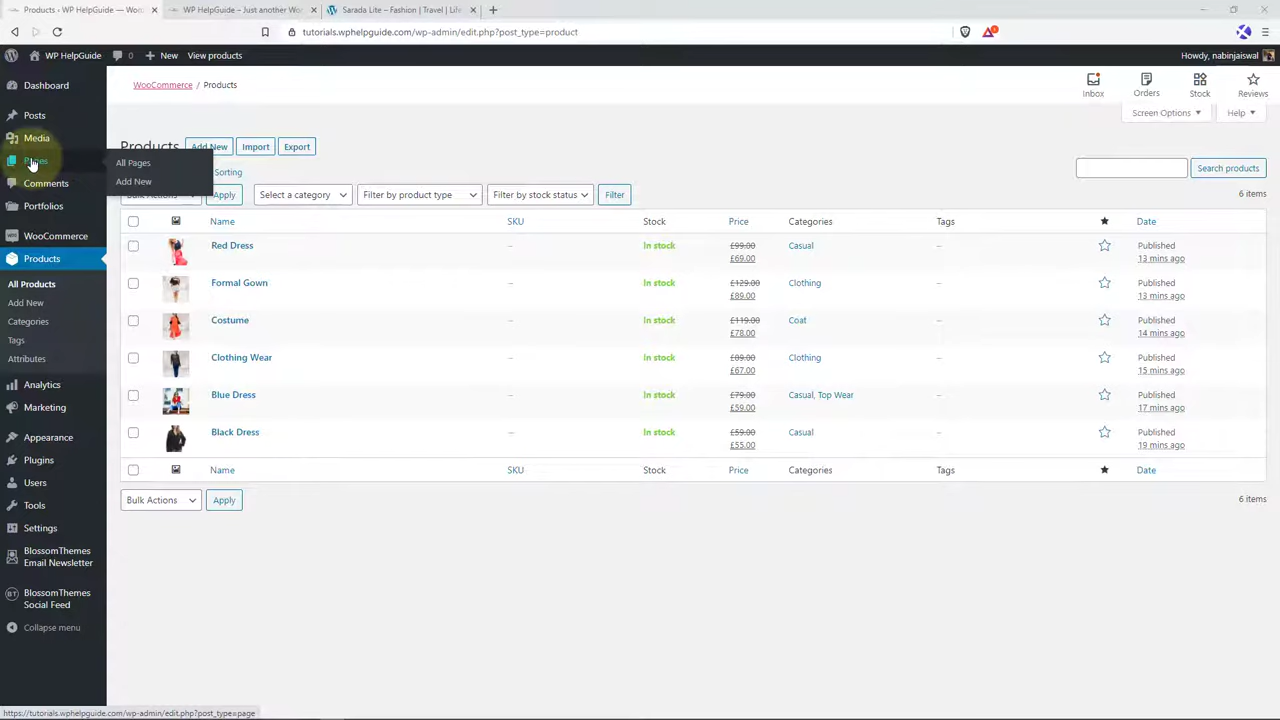 Products ‹ WP HelpGuide — Woo
WP HelpGuide – Just another Wo
Sarada Lite – Fashion | Travel | Life
tutorials.wphelpguide.com/wp-admin/edit.php?post_type=product
WP HelpGuide
0
New
View products
Howdy, nabinjaiswal
Dashboard
Posts
Media
Pages
Comments
Portfolios
WooCommerce
Products
All Products
Add New
Categories
Tags
Attributes
Analytics
Marketing
Appearance
Plugins
Users
Tools
Settings
BlossomThemes
Email Newsletter
BlossomThemes
Social Feed
Collapse menu
All Pages
Add New
WooCommerce / Products
Inbox
Orders
Stock
Reviews
Screen Options
Help
Products
Add New
Import
Export
Sorting
Search products
Bulk Actions
Apply
Select a category
Filter by product type
Filter by stock status
Filter
6 items
Name SKU Stock Price Categories Tags Date
Red Dress – In stock £99.00 Casual – Published
£69.00 13 mins ago
Formal Gown – In stock £129.00 Clothing – Published
£89.00 13 mins ago
Costume – In stock £119.00 Coat – Published
£78.00 14 mins ago
Clothing Wear – In stock £89.00 Clothing – Published
£67.00 15 mins ago
Blue Dress – In stock £79.00 Casual, Top Wear – Published
£59.00 17 mins ago
Black Dress – In stock £59.00 Casual – Published
£55.00 19 mins ago
Name SKU Stock Price Categories Tags Date
Bulk Actions
Apply
6 items
https://tutorials.wphelpguide.com/wp-admin/edit.php?post_type=page